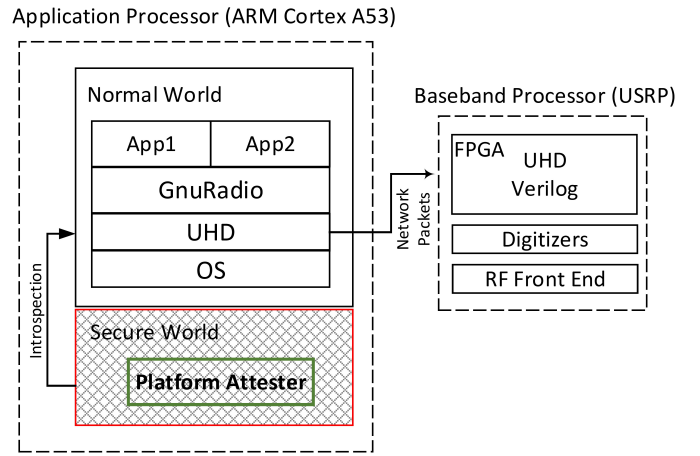 Application Processor (ARM Cortex A53)
Normal World
App1
App2
GnuRadio
UHD
OS
Introspection
Secure World
Platform Attester
Network
Packets
Baseband Processor (USRP)
FPGA
UHD
Verilog
Digitizers
RF Front End